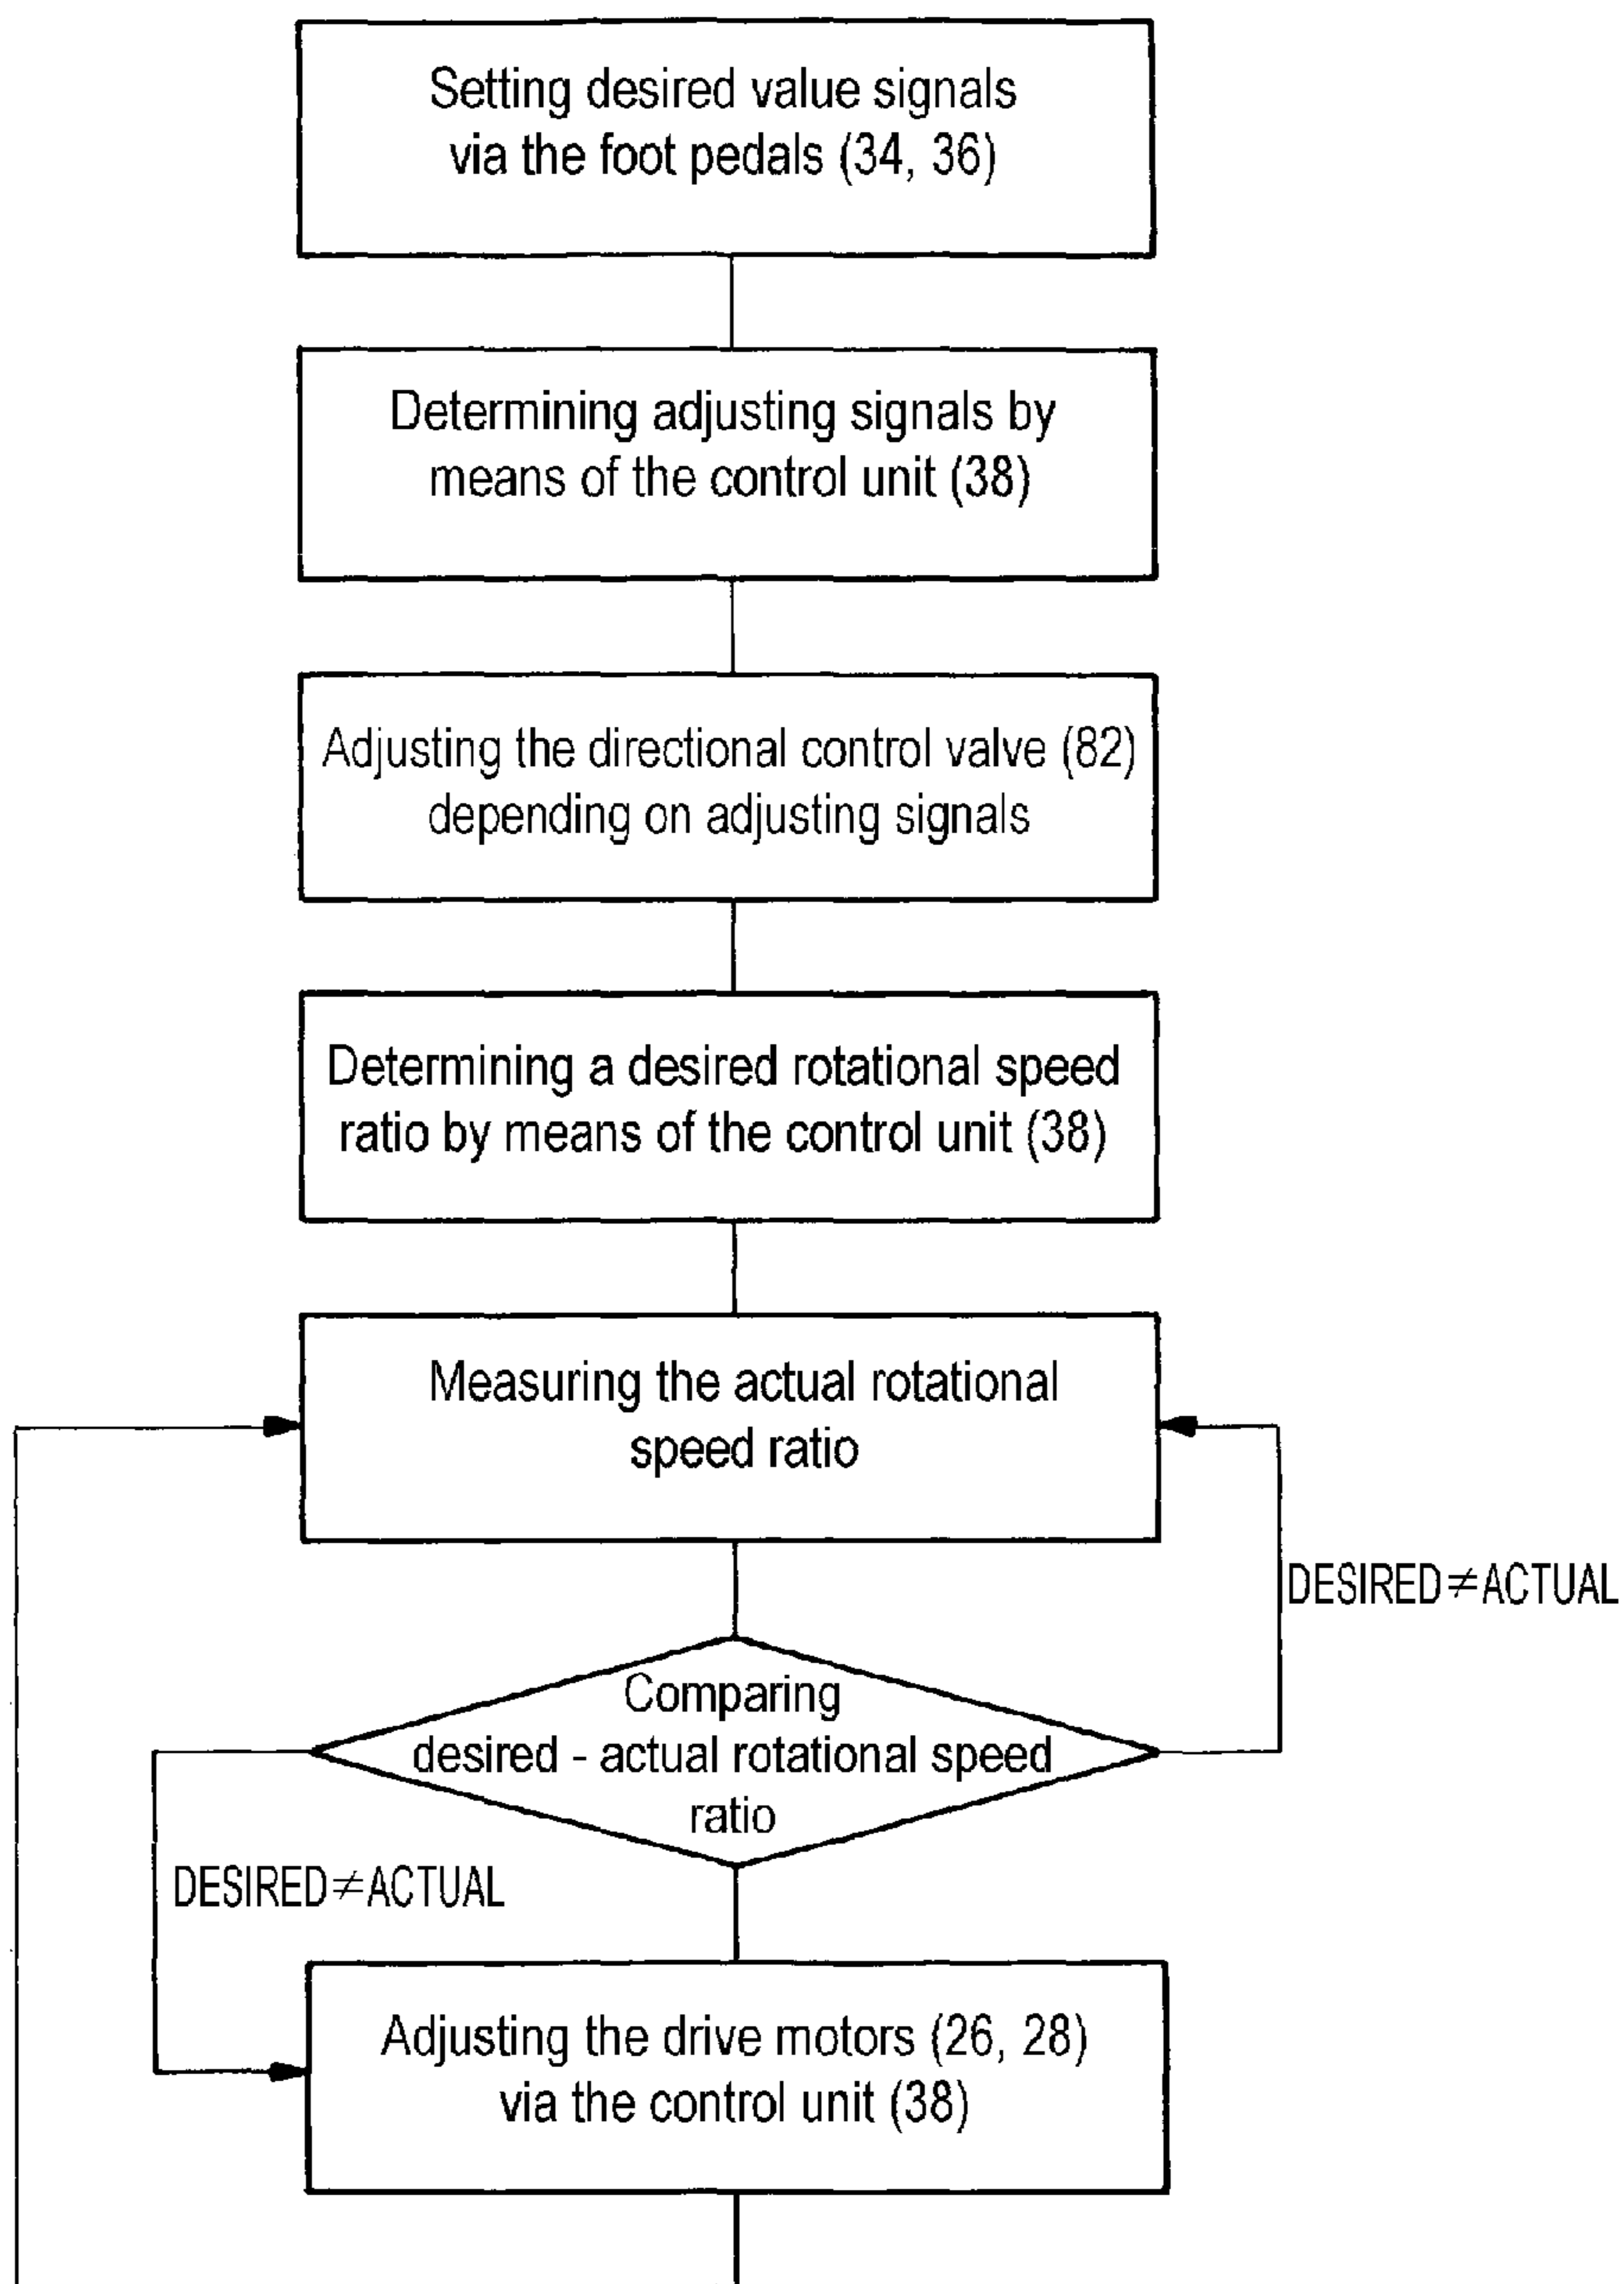 Setting desired value signals
via the foot pedals (34, 36)
Determining adjusting signals by
means of the control unit (38)
Adjusting the directional control valve (82)
depending on adjusting signals
Determining a desired rotational speed
ratio by means of the control unit (38)
Measuring the actual rotational
speed ratio
DESIRED≠ACTUAL
Comparing
desired - actual rotational speed
ratio
DESIRED≠ACTUAL
Adjusting the drive motors (26, 28)
via the control unit (38)